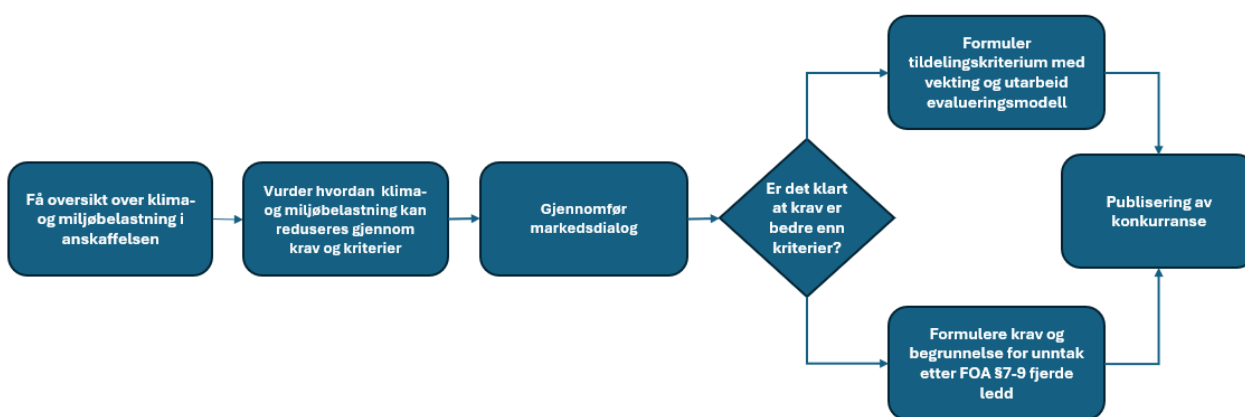 Få oversikt over klima-
og miljøbelastning i
anskaffelsen
Vurder hvordan klima-
og miljøbelastning kan
reduseres gjennom
krav og kriterier
Gjennomfør
markedsdialog
Er det klart
at krav er
bedre enn
kriterier?
Formuler
tildelingskriterium med
vekting og utarbeid
evalueringsmodell
Formulere krav og
begrunnelse for unntak
etter FOA §7-9 fjerde
ledd
Publisering av
konkurranse